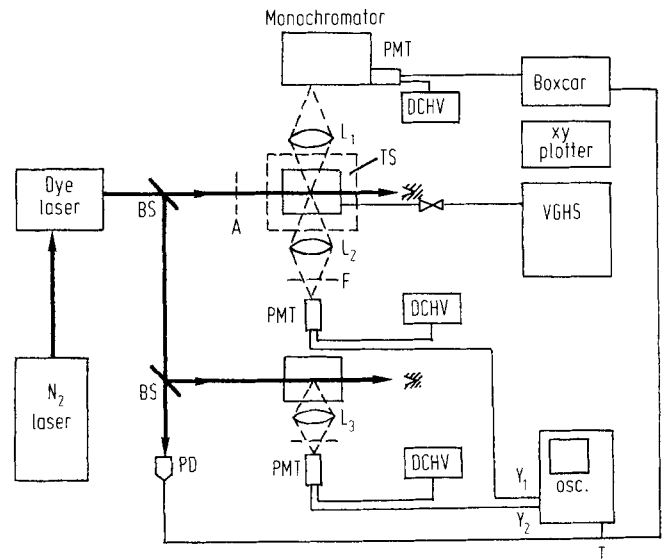 Monochromator
PMT
Boxcar
DCHV
L1
xy
plotter
TS
Dye
laser
BS
A
VGHS
L2
F
PMT
DCHV
N2
laser
BS
L3
PD
PMT
DCHV
Y1
Y2
OSC.
T